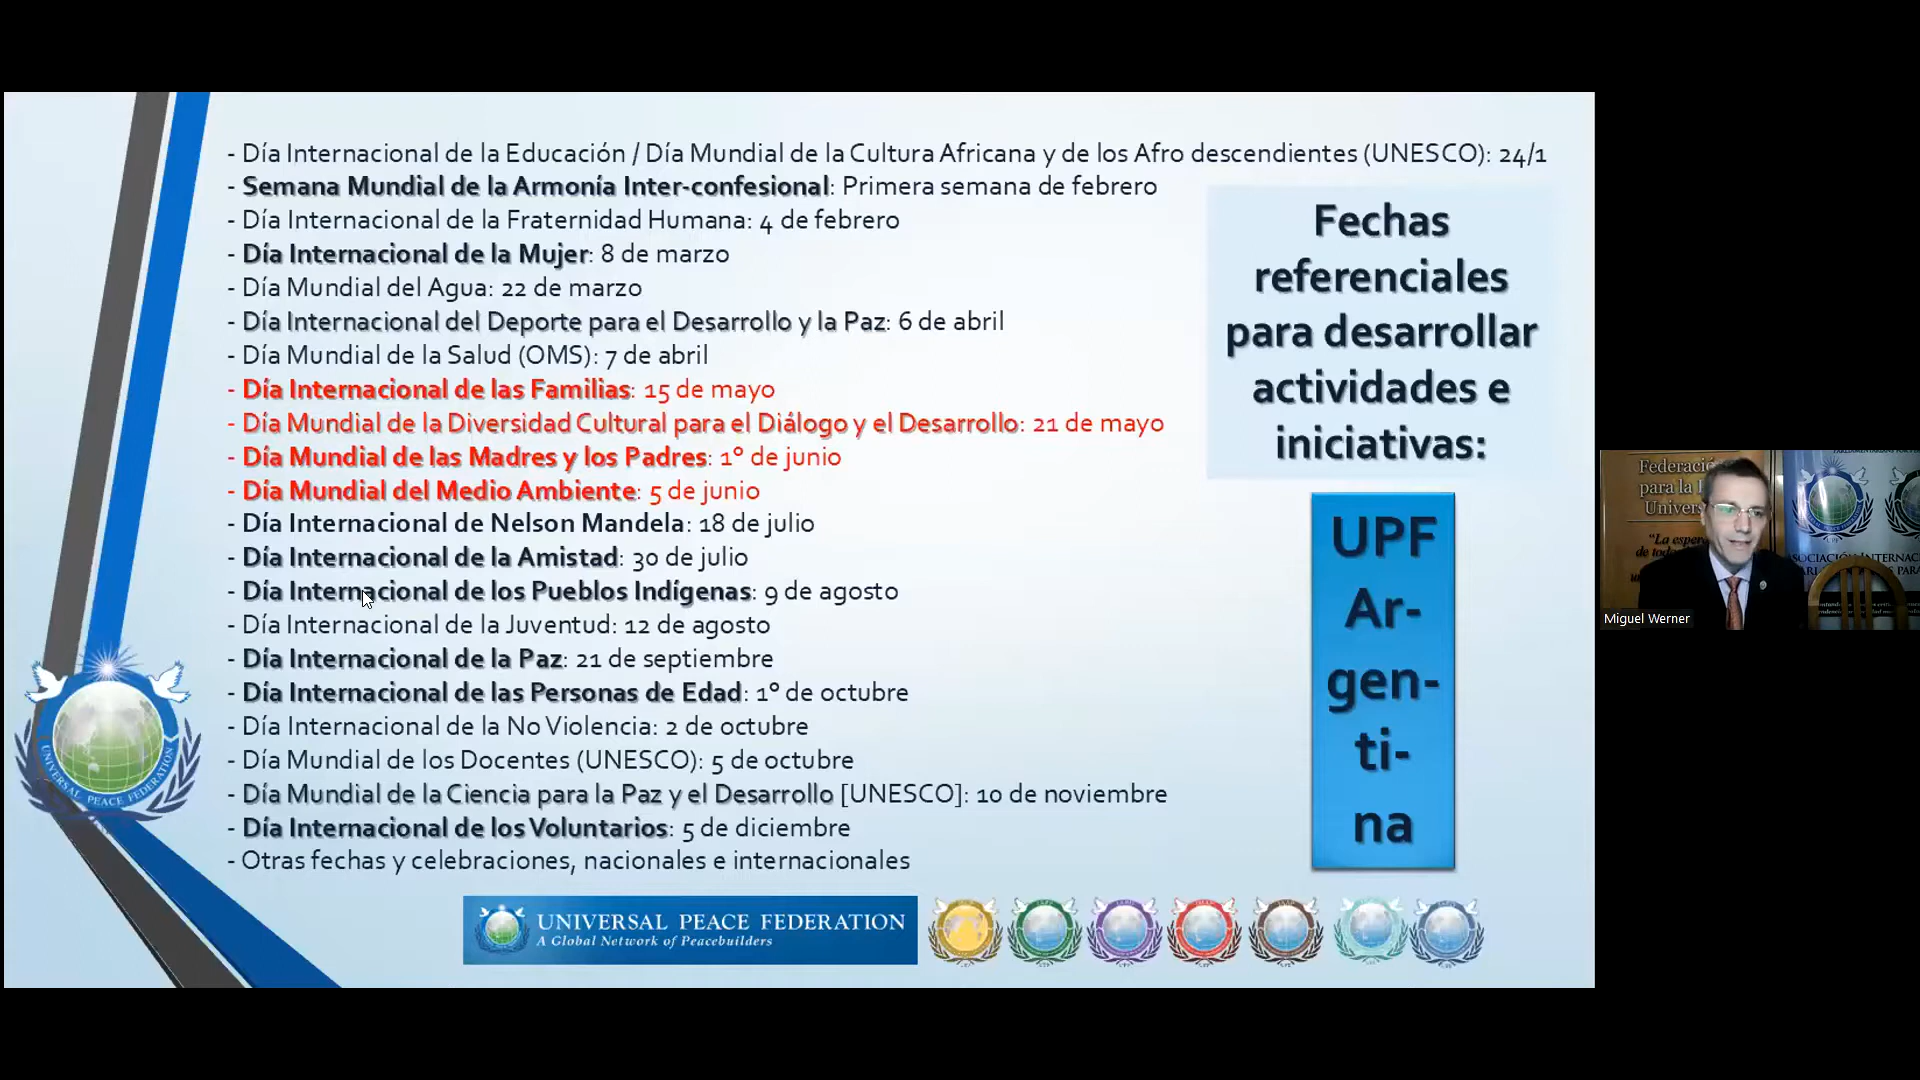 - Día Internacional de la Educación / Día Mundial de la Cultura Africana y de los Afro descendientes (UNESCO): 24/1
- Semana Mundial de la Armonía Inter-confesional: Primera semana de febrero
- Día Internacional de la Fraternidad Humana: 4 de febrero
- Día Internacional de la Mujer: 8 de marzo
- Día Mundial del Agua: 22 de marzo
- Día Internacional del Deporte para el Desarrollo y la Paz: 6 de abril
- Día Mundial de la Salud (OMS): 7 de abril
- Día Internacional de las Familias: 15 de mayo
- Día Mundial de la Diversidad Cultural para el Diálogo y el Desarrollo: 21 de mayo
- Día Mundial de las Madres y los Padres: 1º de junio
- Día Mundial del Medio Ambiente: 5 de junio
- Día Internacional de Nelson Mandela: 18 de julio
- Día Internacional de la Amistad: 30 de julio
- Día Internacional de los Pueblos Indígenas: 9 de agosto
- Día Internacional de la Juventud: 12 de agosto
- Día Internacional de la Paz: 21 de septiembre
- Día Internacional de las Personas de Edad: 1º de octubre
- Día Internacional de la No Violencia: 2 de octubre
- Día Mundial de los Docentes (UNESCO): 5 de octubre
- Día Mundial de la Ciencia para la Paz y el Desarrollo [UNESCO]: 10 de noviembre
- Día Internacional de los Voluntarios: 5 de diciembre
- Otras fechas y celebraciones, nacionales e internacionales
Fechas
referenciales
para desarrollar
actividades e
iniciativas:
UPF
Ar-
gen-
ti-
na
UNIVERSAL PEACE FEDERATION
UNIVERSAL PEACE FEDERATION
A Global Network of Peacebuilders
Federació
para la
Univers
"La esper
de tod
Miguel Werner